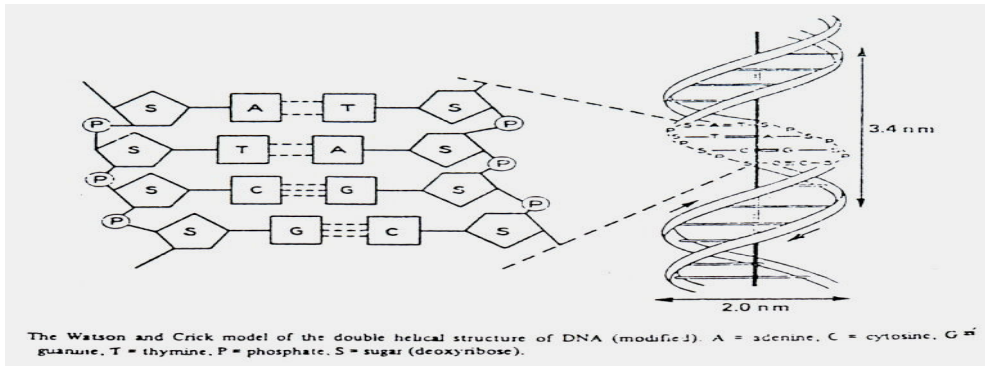 S A T S
P P
S T A S
P P
S C G S
P P
S G C S
3.4 nm
2.0 nm
The Watson and Crick model of the double helical structure of DNA (modified). A = adenine, C = cytosine, G =
guanine, T = thymine, P = phosphate, S = sugar (deoxyribose).